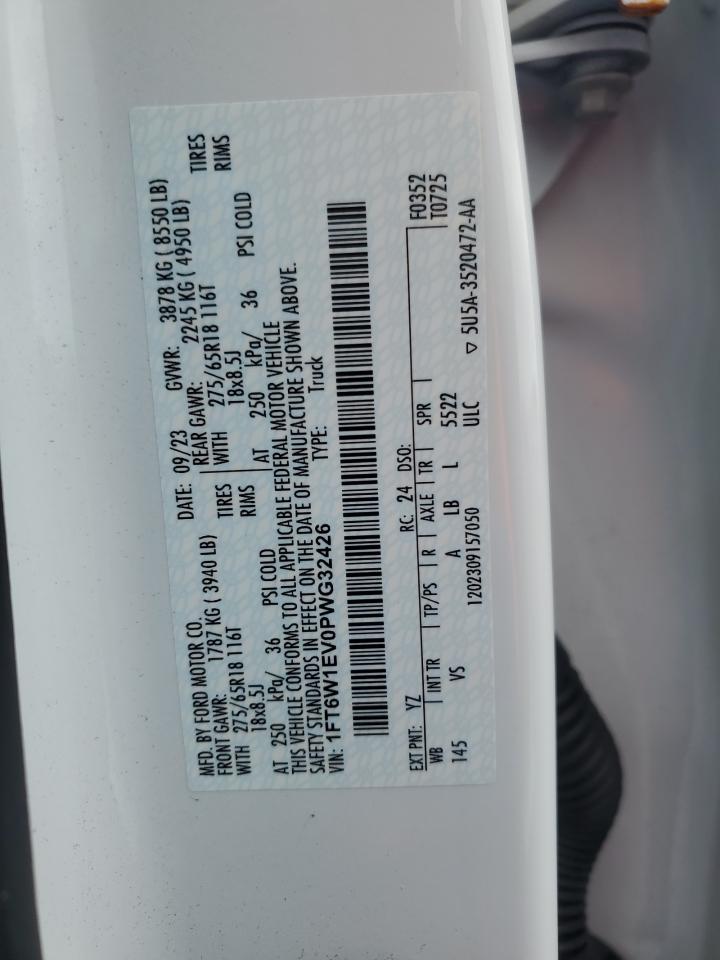 MFD. BY FORD MOTOR CO.
DATE: 09/23 GVWR: 3878 KG ( 8550 LB)
FRONT GAWR: 1787 KG ( 3940 LB) REAR GAWR: 2245 KG ( 4950 LB)
WITH 275/65R18 116T TIRES WITH 275/65R18 116T TIRES
18x8.5J RIMS 18x8.5J RIMS
AT 250 kPa/ 36 PSI COLD AT 250 kPa/ 36 PSI COLD
THIS VEHICLE CONFORMS TO ALL APPLICABLE FEDERAL MOTOR VEHICLE
SAFETY STANDARDS IN EFFECT ON THE DATE OF MANUFACTURE SHOWN ABOVE.
VIN: 1FT6W1EV0PWG32426 TYPE: Truck
EXT PNT: YZ RC: 24 DSO: F0352
WB INT TR TP/PS R AXLE TR SPR T0725
145 VS A LB L 5522
1202309157050 ULC ▽ 5U5A-3520472-AA